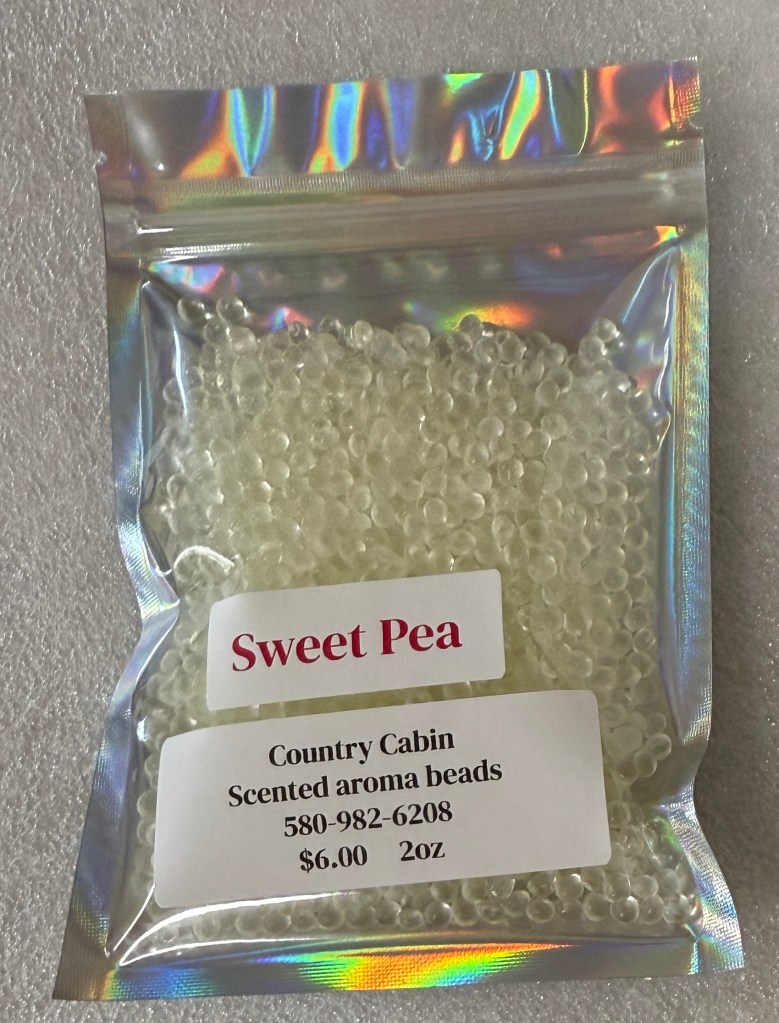 Sweet Pea
Country Cabin
Scented aroma beads
580-982-6208
$6.00 2oz